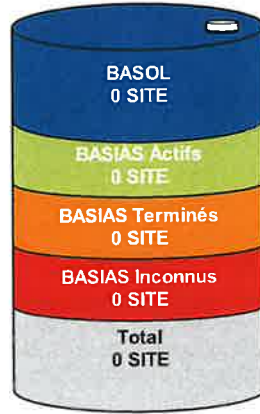 BASOL
0 SITE
BASIAS Actifs
0 SITE
BASIAS Terminés
0 SITE
BASIAS Inconnus
0 SITE
Total
0 SITE